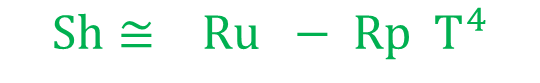 Sh ≅ Ru − Rp T⁴